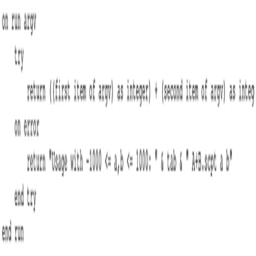 on run argv
try
return ((first item of argv) as integer) + (second item of argv) as integ
on error
return "Usage with -1000 <= a,b <= 1000: " & tab & " A+B.scpt a b"
end try
end run